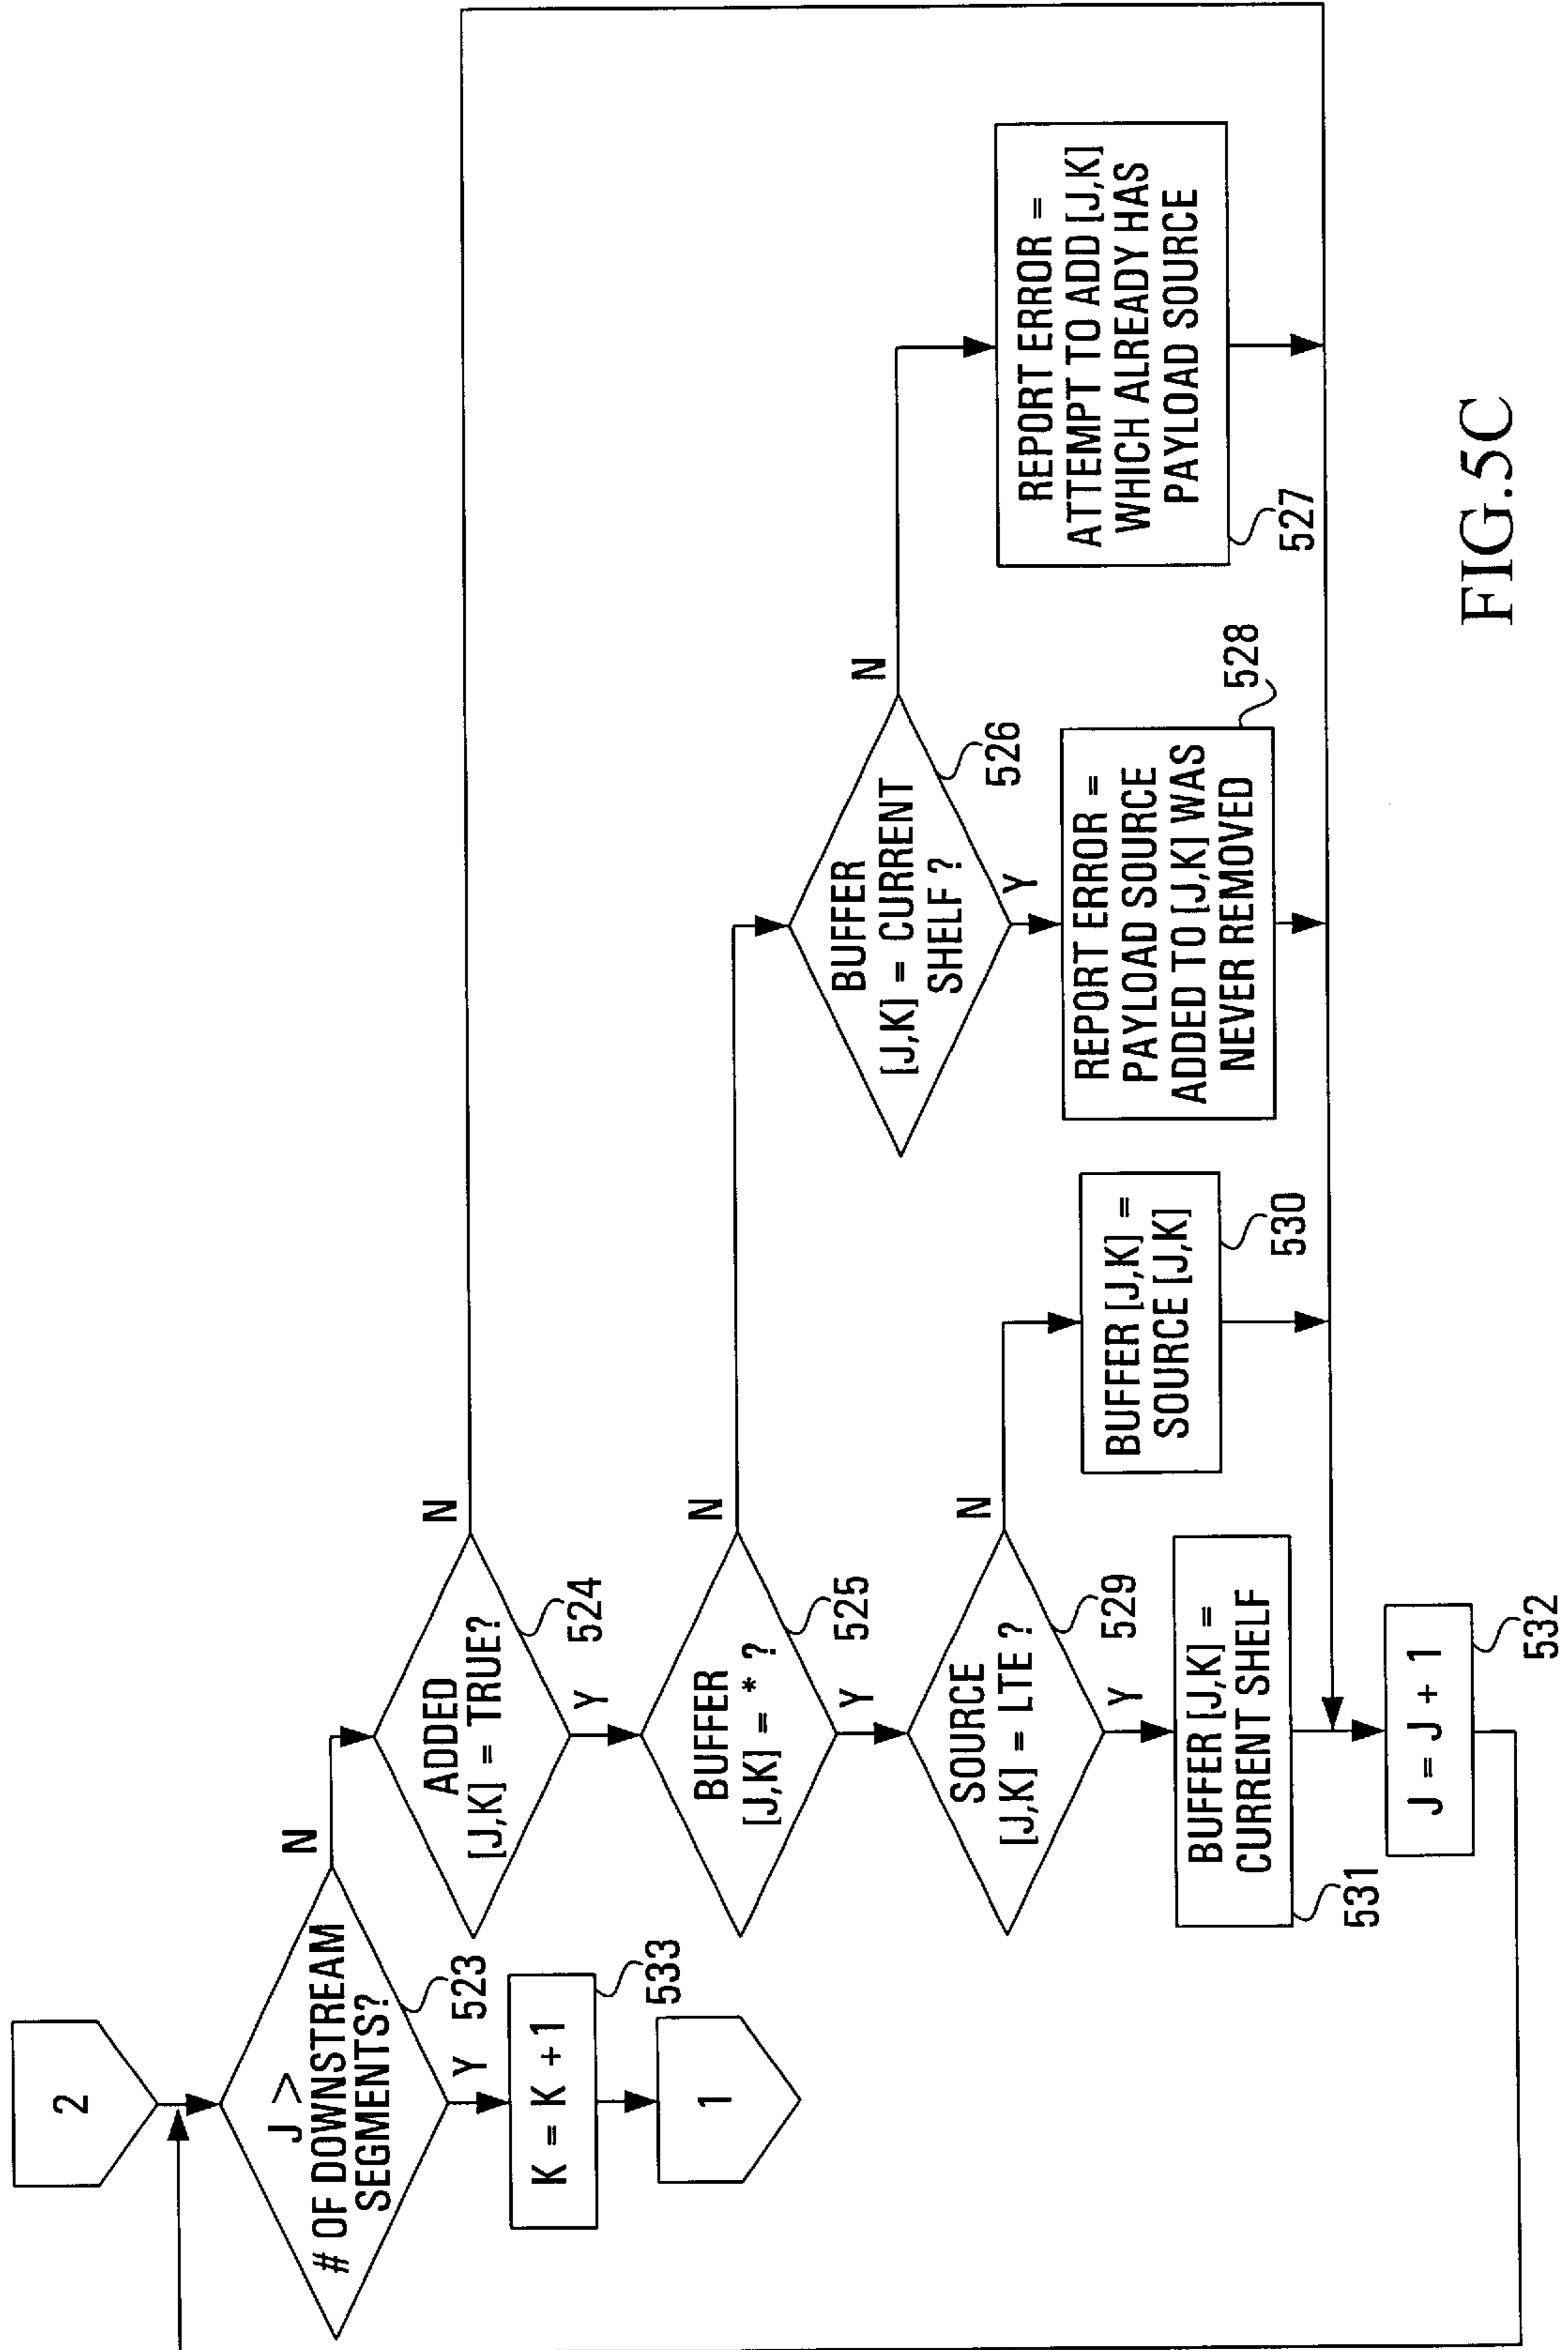 2
J >
# OF DOWNSTREAM
SEGMENTS?
523
N
Y
K = K +1
533
1
ADDED
[J,K] = TRUE?
524
N
Y
BUFFER
[J,K] = * ?
525
N
Y
SOURCE
[J,K] = LTE ?
529
N
Y
BUFFER [J,K] =
CURRENT SHELF
531
BUFFER [J,K] =
SOURCE [J,K]
530
J = J + 1
532
BUFFER
[J,K] = CURRENT
SHELF ?
526
N
Y
REPORT ERROR =
PAYLOAD SOURCE
ADDED TO [J,K] WAS
NEVER REMOVED
528
REPORT ERROR =
ATTEMPT TO ADD [J,K]
WHICH ALREADY HAS
PAYLOAD SOURCE
527
FIG.5C